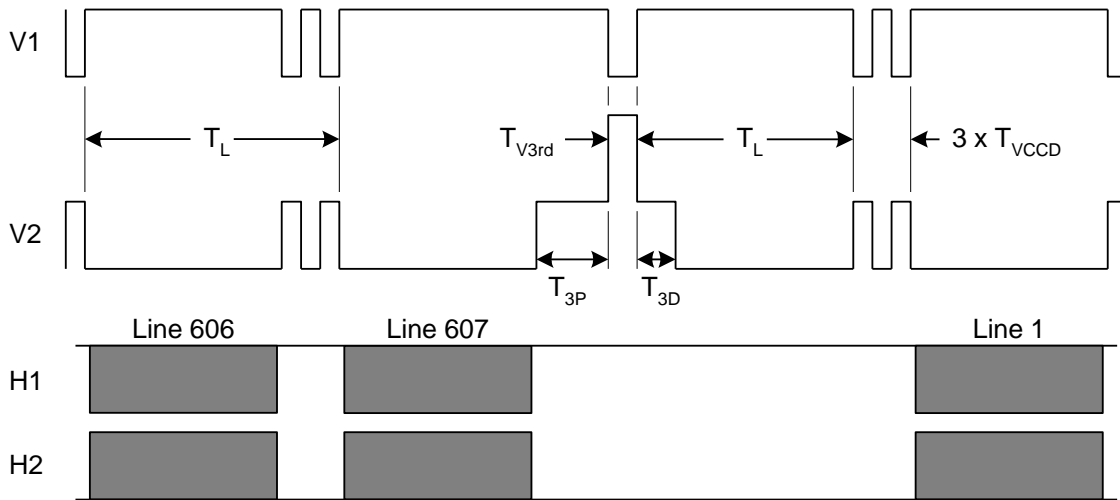 V1
T_L
T_V3rd
T_L
3 x T_VCCD
V2
T_3P
T_3D
Line 606
Line 607
Line 1
H1
H2